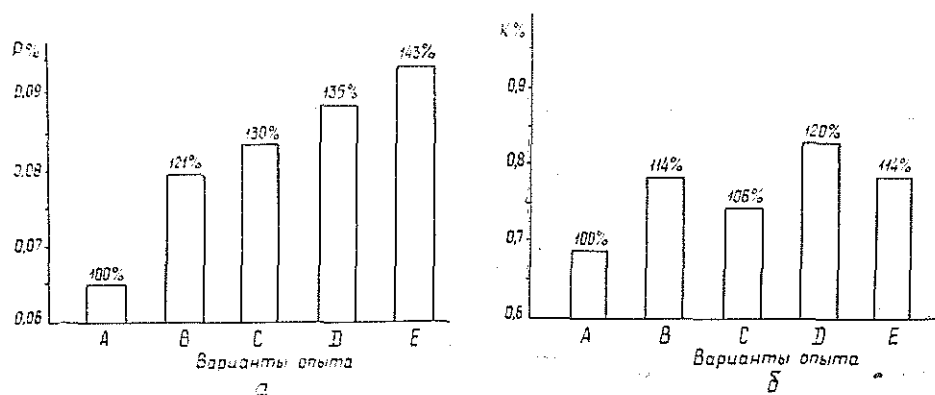 P%
0,09
0,08
0,07
0,06
100%
121%
130%
135%
143%
A B C D E
Варианты опыта
а
K%
0,9
0,8
0,7
0,6
100%
114%
106%
120%
114%
A B C D E
Варианты опыта
б